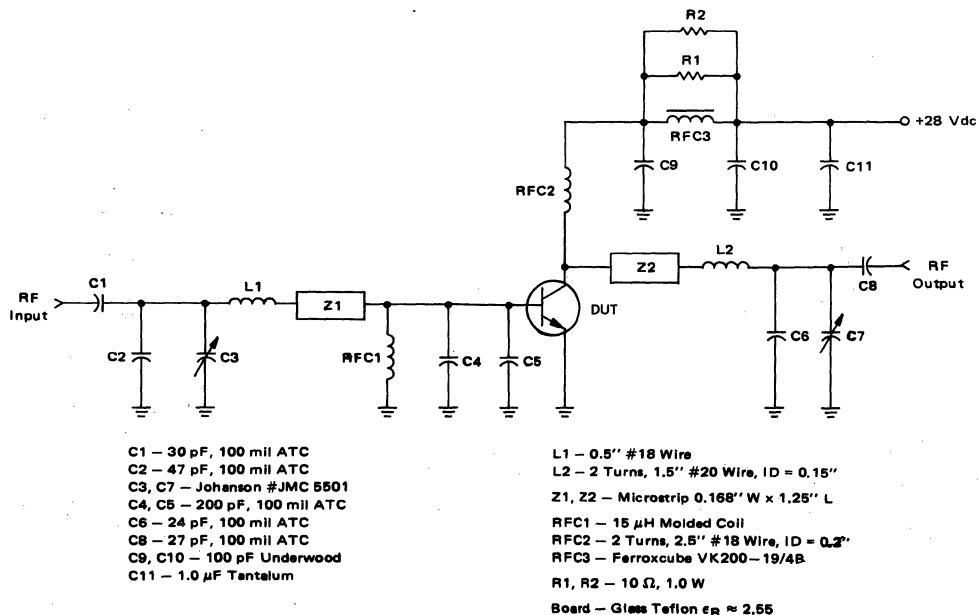 R2
R1
RFC3
+28 Vdc
C9
C10
C11
RFC2
L2
Z2
C8
RF
Output
C1
L1
RF
Input
Z1
DUT
C2
C3
RFC1
C4
C5
C6
C7
C1 – 30 pF, 100 mil ATC
C2 – 47 pF, 100 mil ATC
C3, C7 – Johanson #JMC 5501
C4, C5 – 200 pF, 100 mil ATC
C6 – 24 pF, 100 mil ATC
C8 – 27 pF, 100 mil ATC
C9, C10 – 100 pF Underwood
C11 – 1.0 μF Tantalum
L1 – 0.5'' #18 Wire
L2 – 2 Turns, 1.5'' #20 Wire, ID = 0.15''
Z1, Z2 – Microstrip 0.168'' W x 1.25'' L
RFC1 – 15 μH Molded Coil
RFC2 – 2 Turns, 2.5'' #18 Wire, ID = 0.2''
RFC3 – Ferroxcube VK200–19/4B
R1, R2 – 10 Ω, 1.0 W
Board – Glass Teflon εR ≈ 2.55